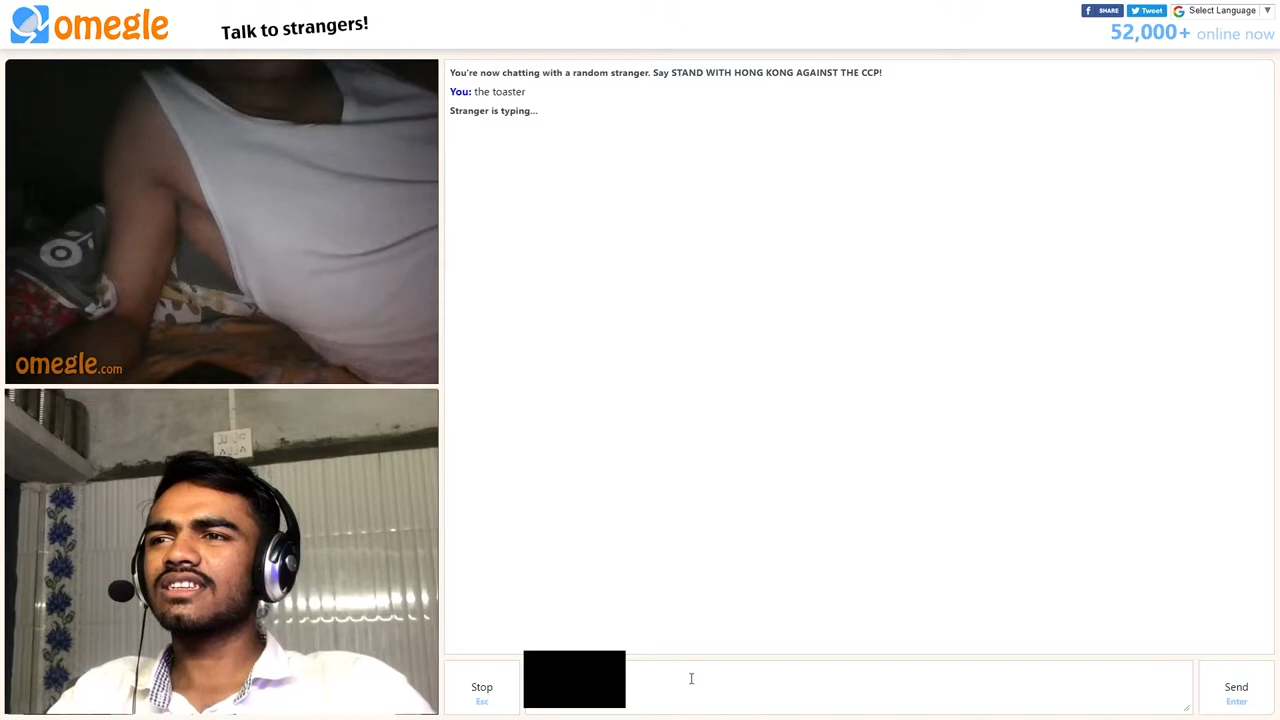 omegle
Talk to strangers!
SHARE
Tweet
Select Language ▼
52,000+ online now
You're now chatting with a random stranger. Say STAND WITH HONG KONG AGAINST THE CCP!
You: the toaster
Stranger is typing...
omegle.com
Stop
Esc
Send
Enter